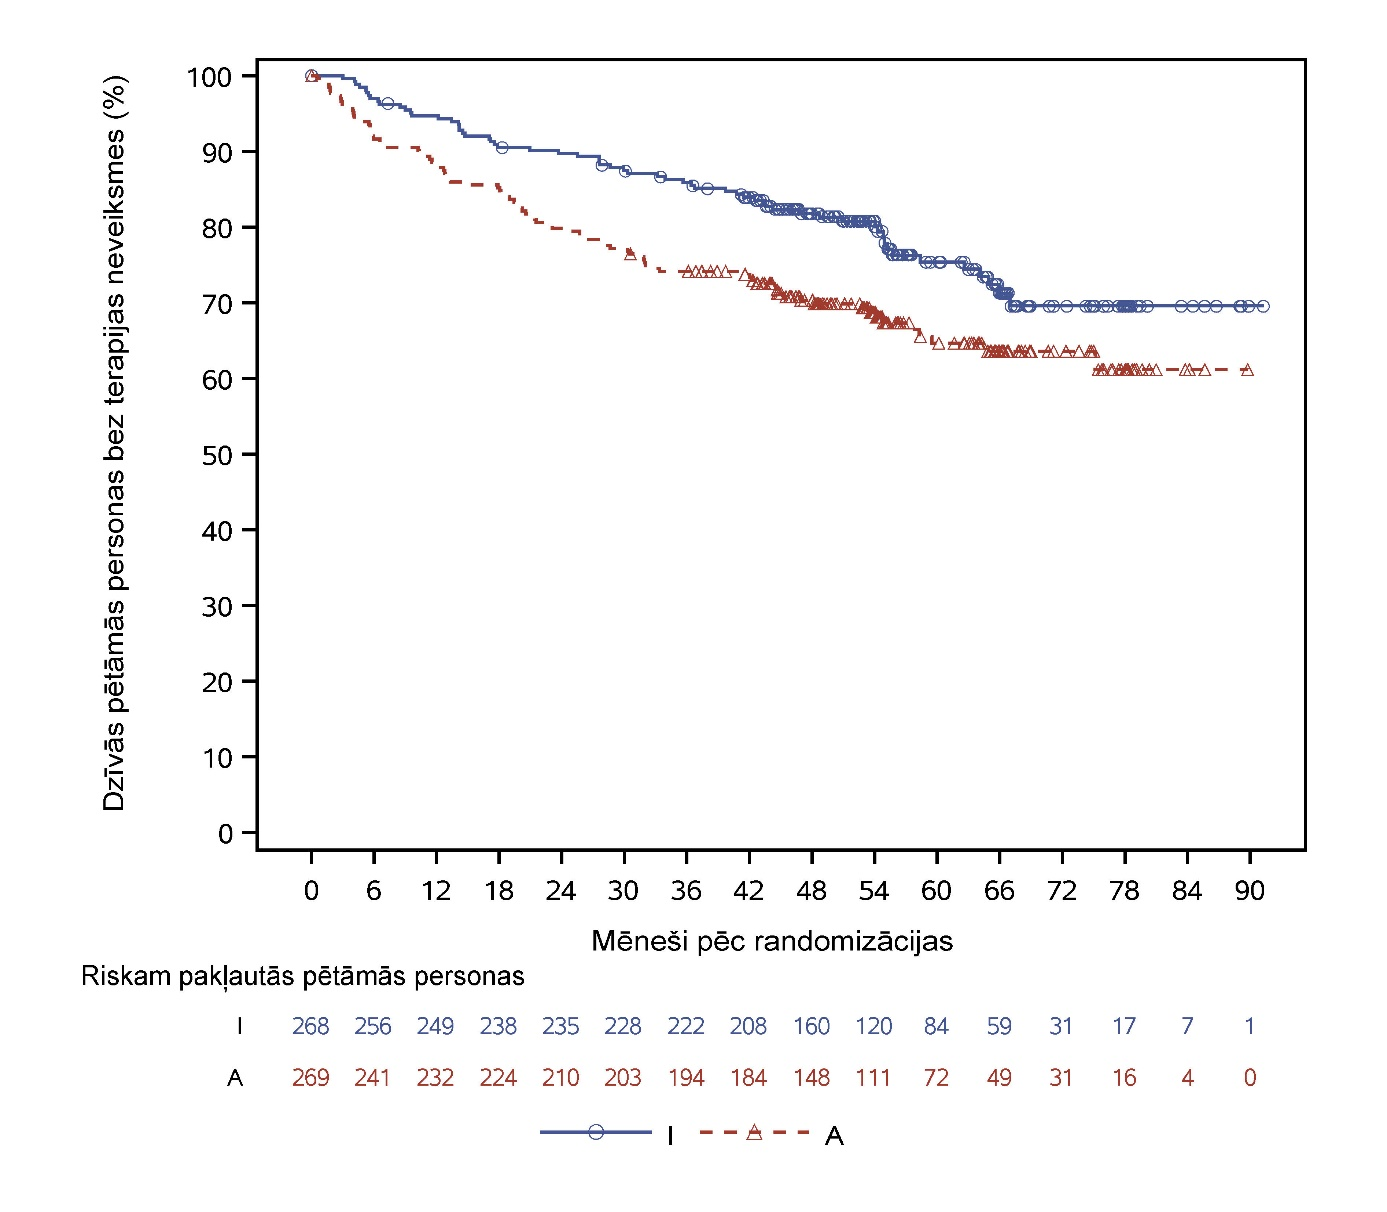 Dzīvās pētāmās personas bez terapijas neveiksmes (%)
100
90
80
70
60
50
40
30
20
10
0
0 6 12 18 24 30 36 42 48 54 60 66 72 78 84 90
Mēneši pēc randomizācijas
Riskam pakļautās pētāmās personas
I 268 256 249 238 235 228 222 208 160 120 84 59 31 17 7 1
A 269 241 232 224 210 203 194 184 148 111 72 49 31 16 4 0
I A